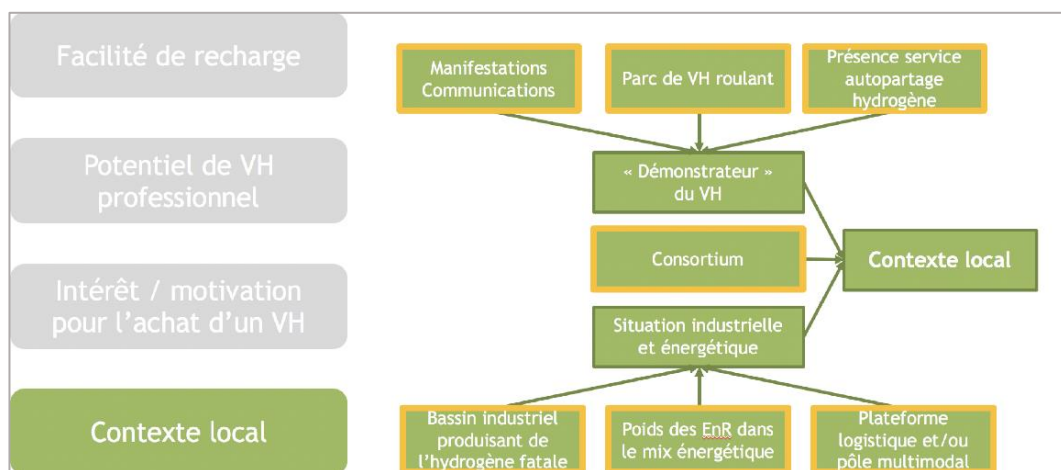 Facilité de recharge
Potentiel de VH
professionnel
Intérêt / motivation
pour l'achat d'un VH
Contexte local
Manifestations
Communications
Parc de VH roulant
Présence service
autopartage
hydrogène
« Démonstrateur »
du VH
Consortium
Contexte local
Situation industrielle
et énergétique
Bassin industriel
produisant de
l'hydrogène fatale
Poids des EnR dans
le mix énergétique
Plateforme
logistique et/ou
pôle multimodal